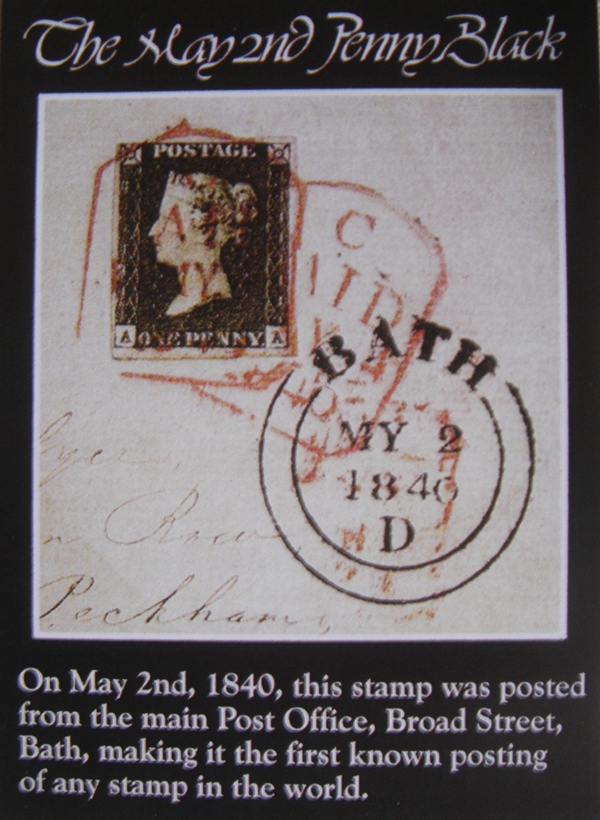 The May 2nd Penny Black
POSTAGE
A ONE PENNY A
C
BATH
MY 2
1840
D
Row
Peckham,
On May 2nd, 1840, this stamp was posted
from the main Post Office, Broad Street,
Bath, making it the first known posting
of any stamp in the world.